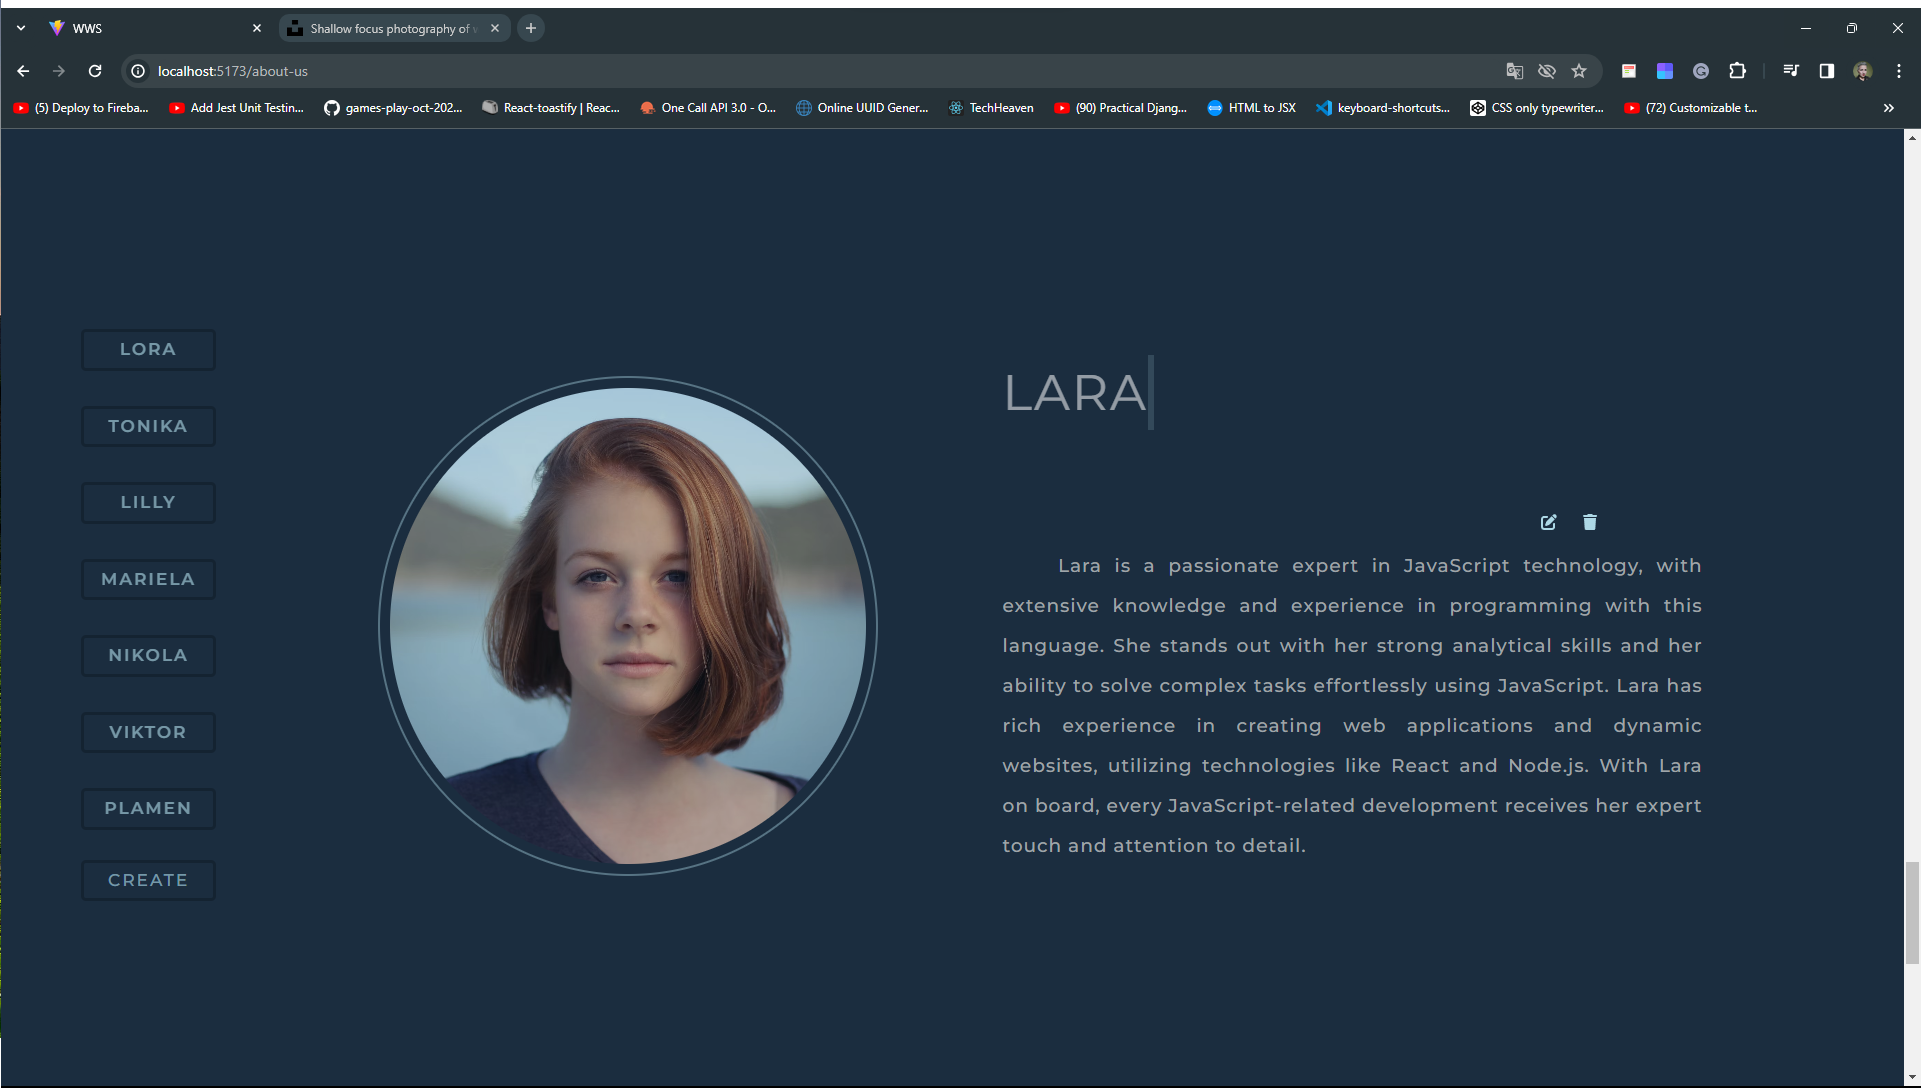 WWS
Shallow focus photography of w
localhost:5173/about-us
(5) Deploy to Fireba...
Add Jest Unit Testin...
games-play-oct-202...
React-toastify | Reac...
One Call API 3.0 - O...
Online UUID Gener...
TechHeaven
(90) Practical Djang...
HTML to JSX
keyboard-shortcuts...
CSS only typewriter...
(72) Customizable t...
LORA
TONIKA
LILLY
MARIELA
NIKOLA
VIKTOR
PLAMEN
CREATE
LARA
Lara is a passionate expert in JavaScript technology, with
extensive knowledge and experience in programming with this
language. She stands out with her strong analytical skills and her
ability to solve complex tasks effortlessly using JavaScript. Lara has
rich experience in creating web applications and dynamic
websites, utilizing technologies like React and Node.js. With Lara
on board, every JavaScript-related development receives her expert
touch and attention to detail.